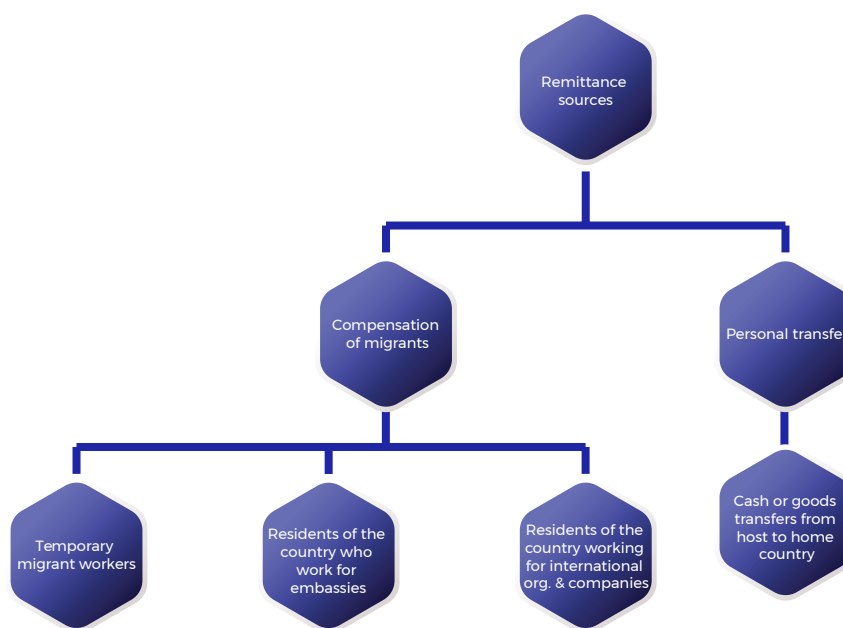 Remittance
sources
Compensation
of migrants
Personal transfe
Temporary
migrant workers
Residents of the
country who
work for
embassies
Residents of the
country working
for international
org. & companies
Cash or goods
transfers from
host to home
country